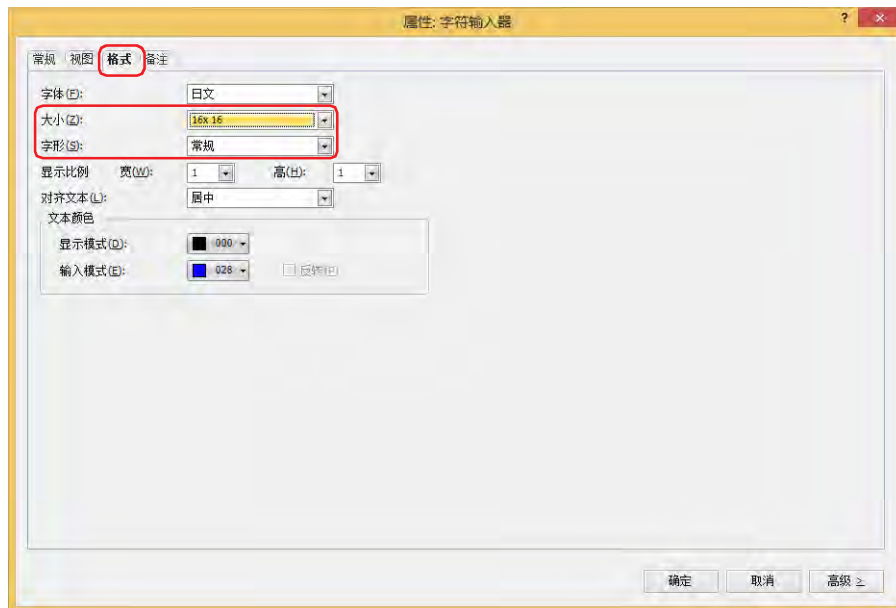 属性: 字符输入器
? ×
常规 视图 格式 备注
字体(F): 日文
大小(Z): 16x 16
字形(S): 常规
显示比例 宽(W): 1 高(H): 1
对齐文本(L): 居中
文本颜色
显示模式(D): 000
输入模式(E): 028 反转(P)
确定 取消 高级 ≥